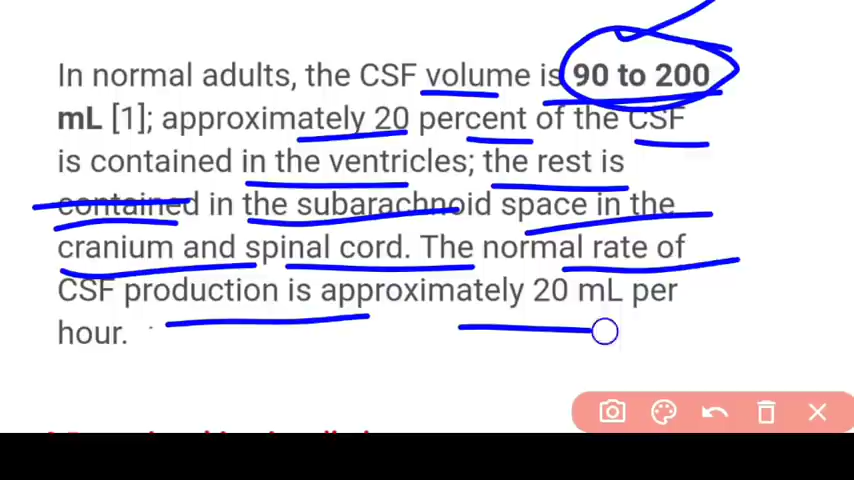 In normal adults, the CSF volume is 90 to 200
mL [1]; approximately 20 percent of the CSF
is contained in the ventricles; the rest is
contained in the subarachnoid space in the
cranium and spinal cord. The normal rate of
CSF production is approximately 20 mL per
hour.